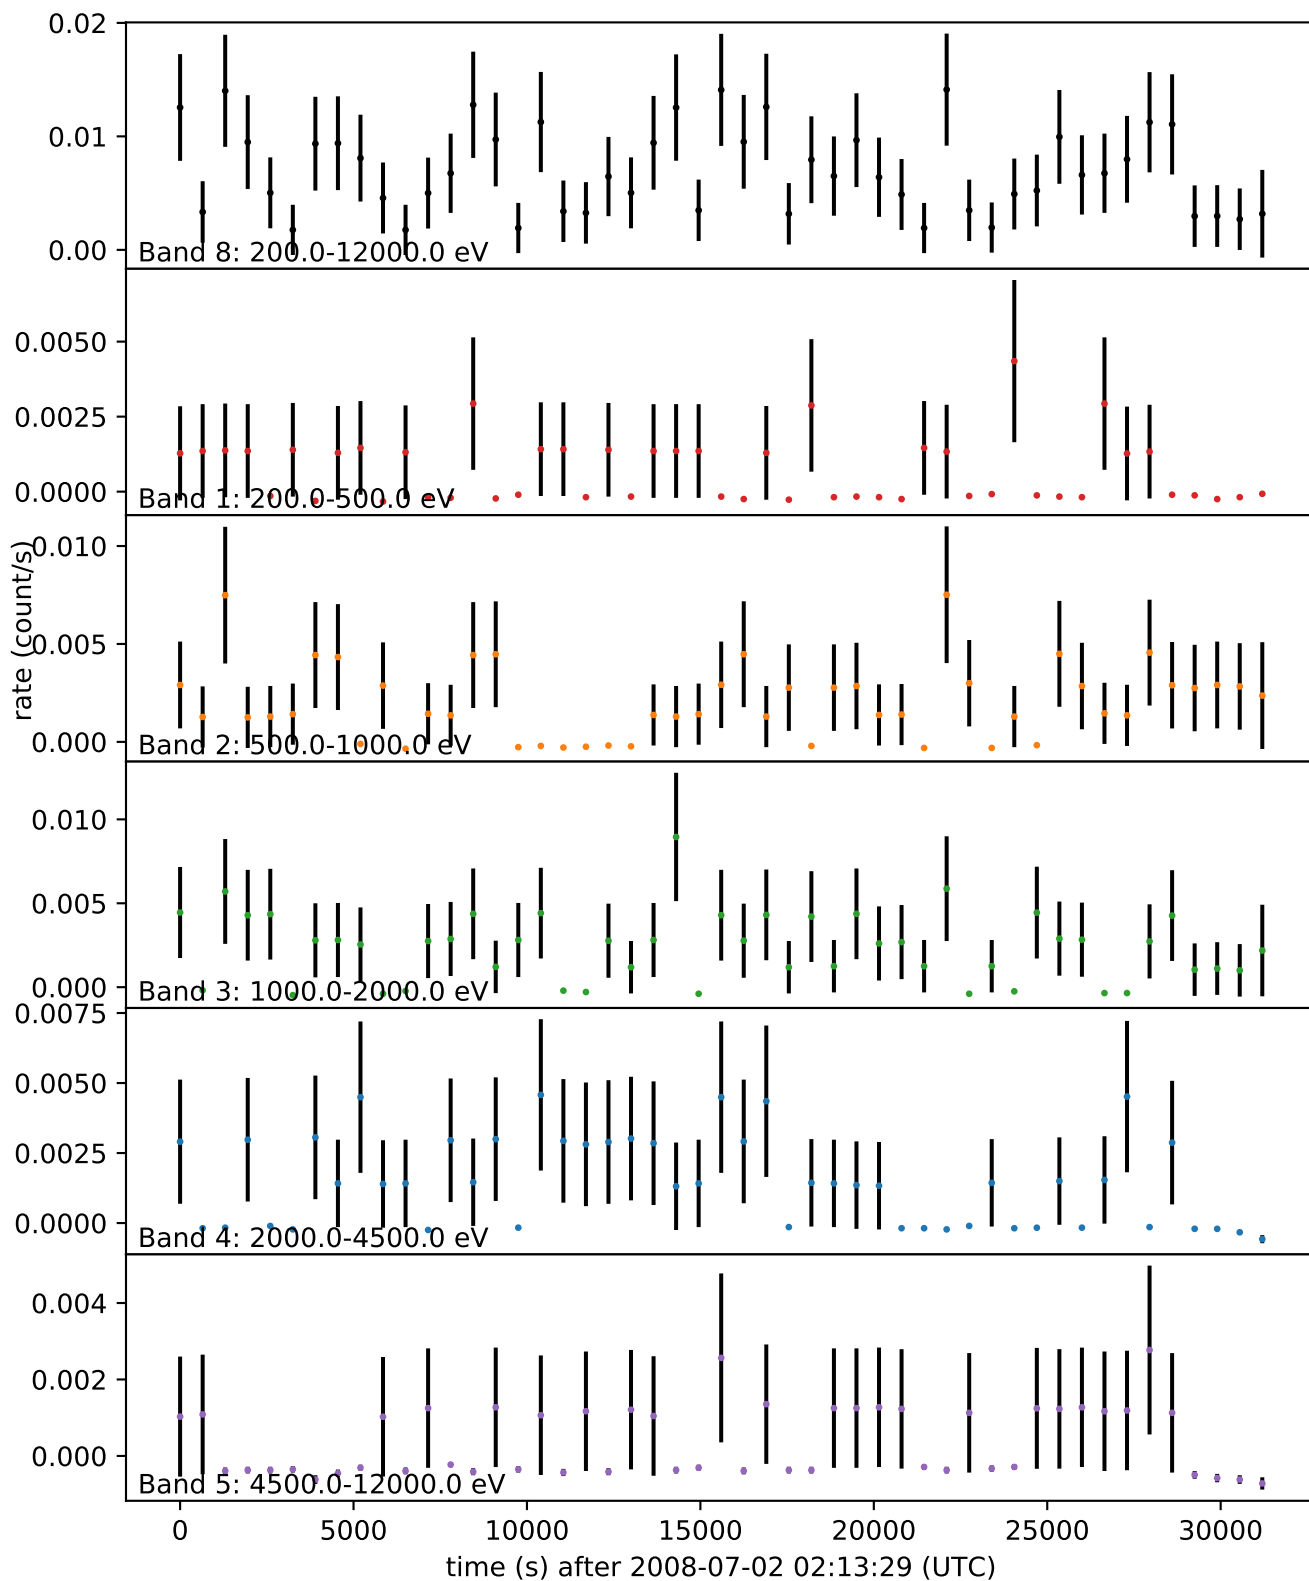 0.02
0.01
0.00
Band 8: 200.0-12000.0 eV
0.0050
0.0025
0.0000
Band 1: 200.0-500.0 eV
rate (count/s)
0.010
0.005
0.000
Band 2: 500.0-1000.0 eV
0.010
0.005
0.000
Band 3: 1000.0-2000.0 eV
0.0075
0.0050
0.0025
0.0000
Band 4: 2000.0-4500.0 eV
0.004
0.002
0.000
Band 5: 4500.0-12000.0 eV
0 5000 10000 15000 20000 25000 30000
time (s) after 2008-07-02 02:13:29 (UTC)